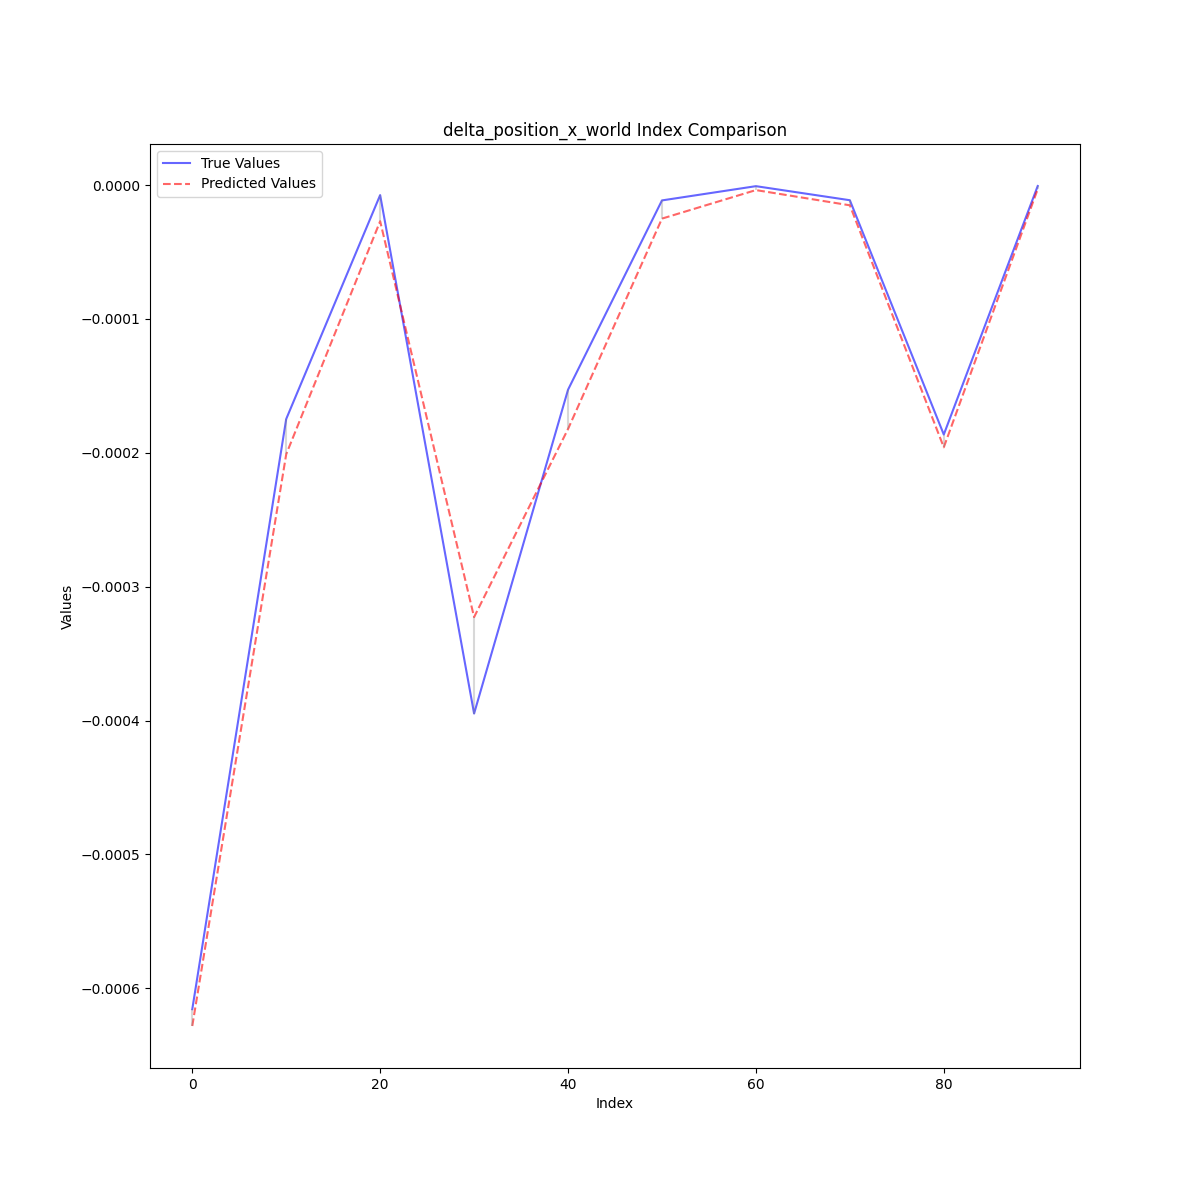 delta_position_x_world Index Comparison
True Values
Predicted Values
0.0000
−0.0001
−0.0002
−0.0003
−0.0004
−0.0005
−0.0006
Values
0 20 40 60 80
Index